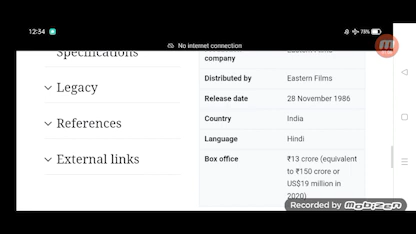 12:34
73%
No internet connection
Specifications
Eastern Films
company
Legacy
Distributed by Eastern Films
Release date 28 November 1986
References
Country India
Language Hindi
External links
Box office ₹13 crore (equivalent
to ₹150 crore or
US$19 million in
2020)
Recorded by MOBIZEN